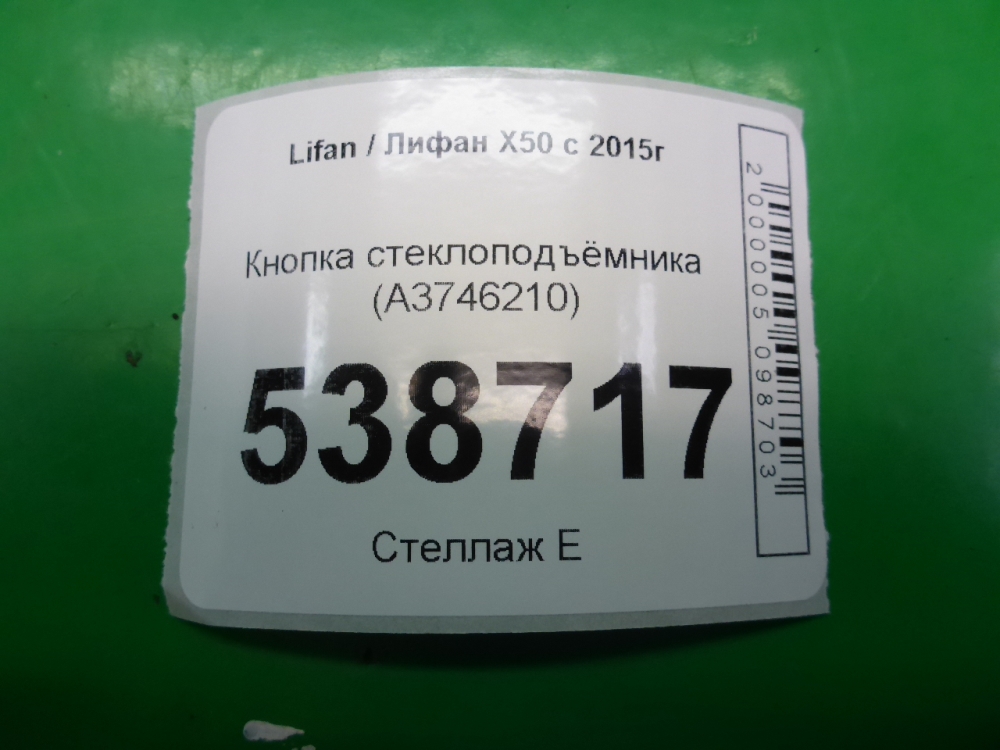 Lifan / Лифан X50 с 2015г
Кнопка стеклоподъёмника
(A3746210)
538717
Стеллаж Е
2000005098703